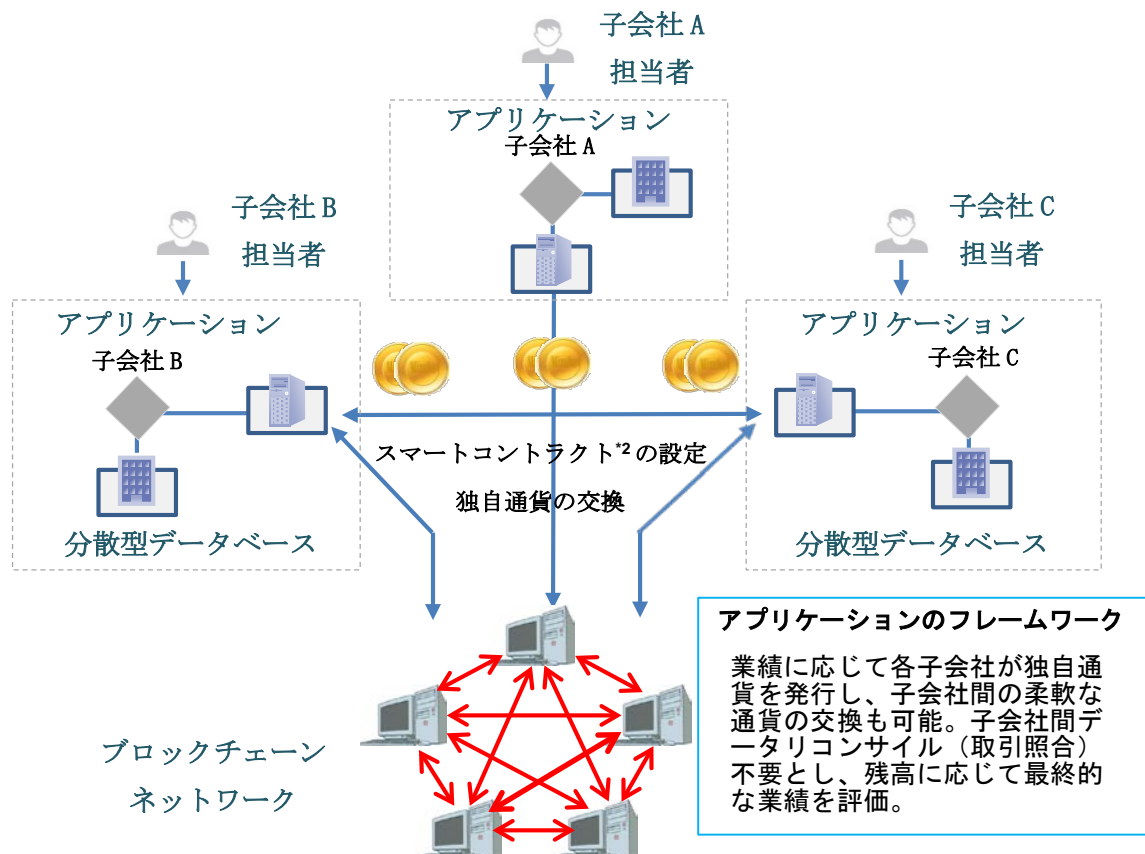 子会社 A
担当者
アプリケーション
子会社 A
子会社 B
担当者
子会社 C
担当者
アプリケーション
子会社 B
アプリケーション
子会社 C
スマートコントラクト*2 の設定
独自通貨の交換
分散型データベース
分散型データベース
ブロックチェーン
ネットワーク
アプリケーションのフレームワーク
業績に応じて各子会社が独自通
貨を発行し、子会社間の柔軟な
通貨の交換も可能。子会社間デ
ータリコンサイル（取引照合）
不要とし、残高に応じて最終的
な業績を評価。